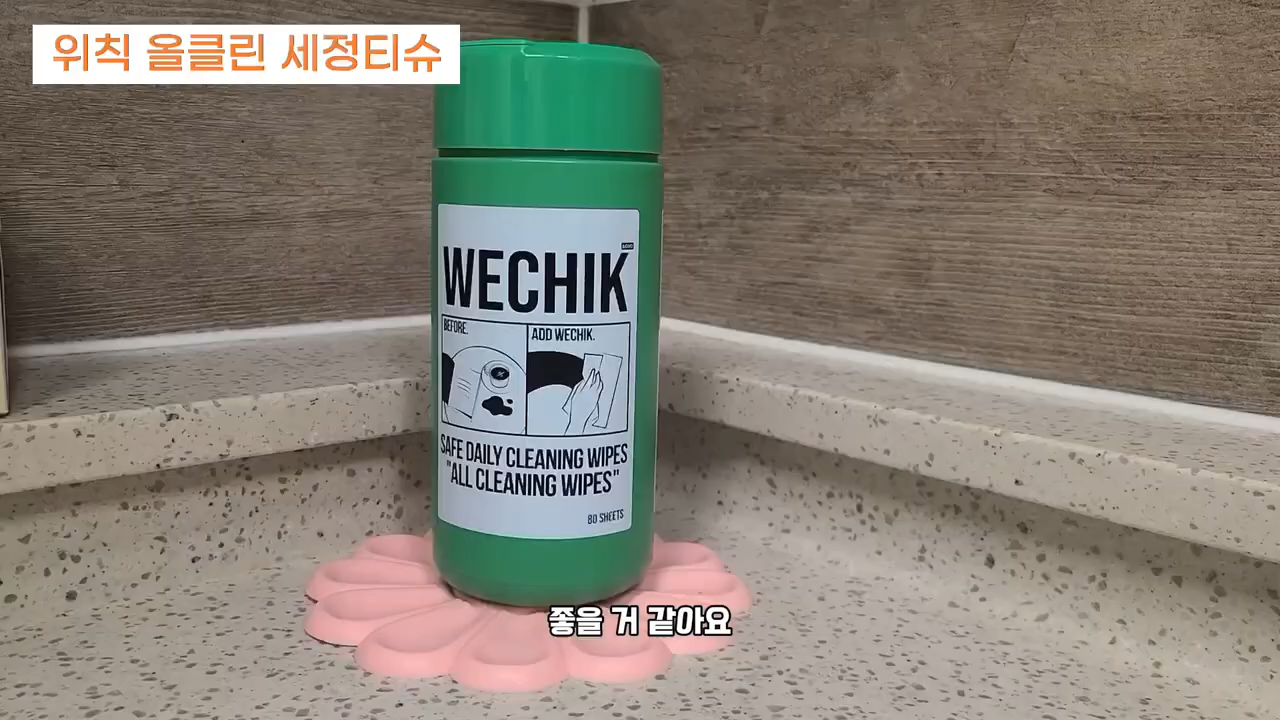 위칙 올클린 세정티슈
WECHIK
BEFORE.
ADD WECHIK.
SAFE DAILY CLEANING WIPES
"ALL CLEANING WIPES"
80 SHEETS
좋을 거 같아요